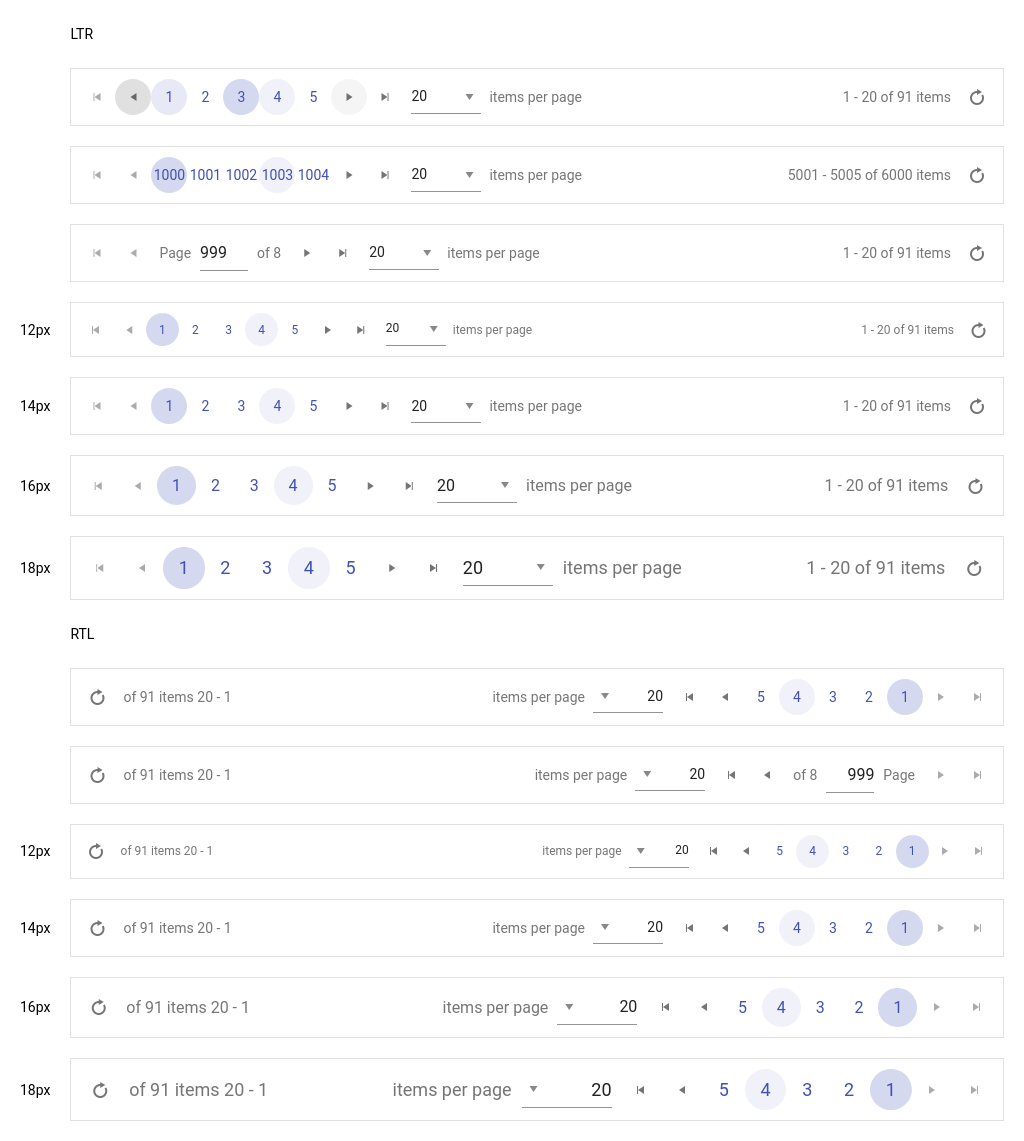 LTR
1 2 3 4 5 20 items per page 1 - 20 of 91 items
1000 1001 1002 1003 1004 20 items per page 5001 - 5005 of 6000 items
Page 999 of 8 20 items per page 1 - 20 of 91 items
12px 1 2 3 4 5 20 items per page 1 - 20 of 91 items
14px 1 2 3 4 5 20 items per page 1 - 20 of 91 items
16px 1 2 3 4 5 20 items per page 1 - 20 of 91 items
18px 1 2 3 4 5 20 items per page 1 - 20 of 91 items
RTL
of 91 items 20 - 1 items per page 20 5 4 3 2 1
of 91 items 20 - 1 items per page 20 of 8 999 Page
12px of 91 items 20 - 1 items per page 20 5 4 3 2 1
14px of 91 items 20 - 1 items per page 20 5 4 3 2 1
16px of 91 items 20 - 1 items per page 20 5 4 3 2 1
18px of 91 items 20 - 1 items per page 20 5 4 3 2 1